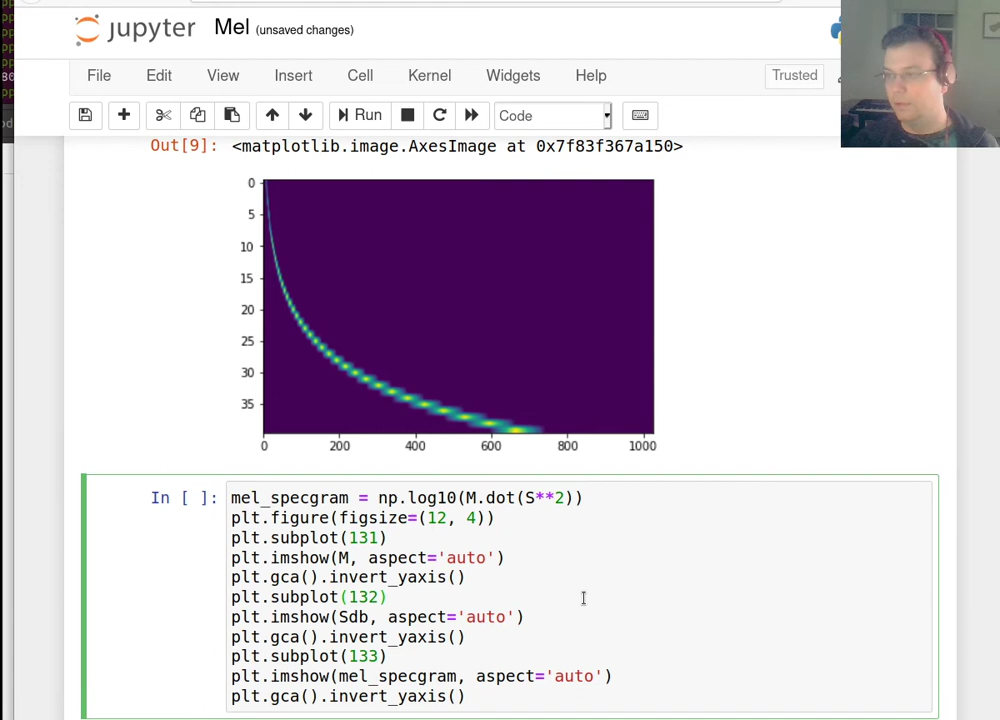 jupyter Mel (unsaved changes)
File Edit View Insert Cell Kernel Widgets Help Trusted
Run Code
Out[9]: <matplotlib.image.AxesImage at 0x7f83f367a150>
0
5
10
15
20
25
30
35
0 200 400 600 800 1000
In [ ]: mel_specgram = np.log10(M.dot(S**2))
plt.figure(figsize=(12, 4))
plt.subplot(131)
plt.imshow(M, aspect='auto')
plt.gca().invert_yaxis()
plt.subplot(132)
plt.imshow(Sdb, aspect='auto')
plt.gca().invert_yaxis()
plt.subplot(133)
plt.imshow(mel_specgram, aspect='auto')
plt.gca().invert_yaxis()